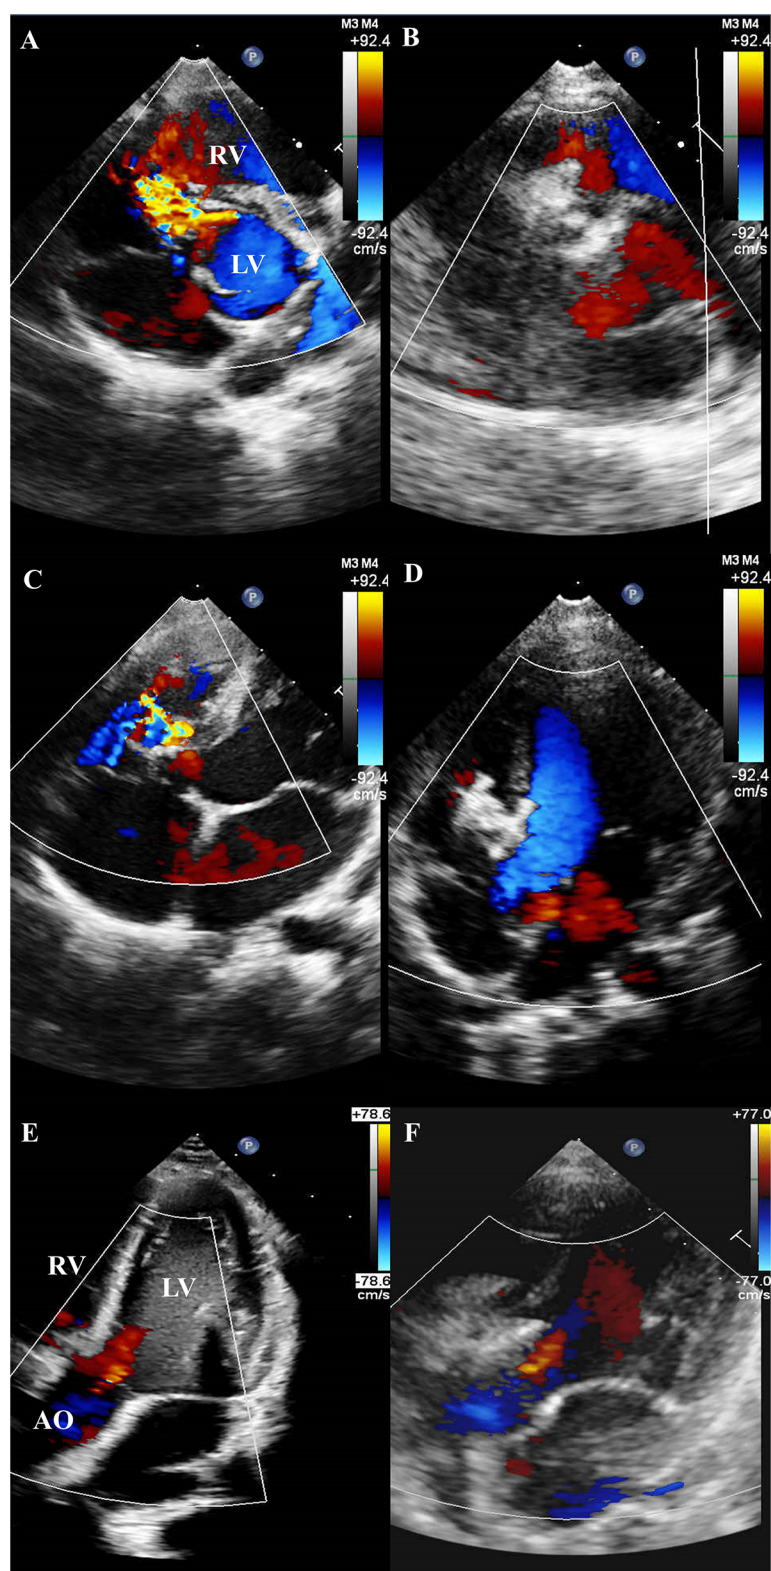 A
M3 M4
+92.4
P
RV
LV
-92.4
cm/s
B
M3 M4
+92.4
P
-92.4
cm/s
C
M3 M4
+92.4
P
-92.4
cm/s
D
M3 M4
+92.4
P
-92.4
cm/s
E
+78.6
P
RV
LV
AO
-78.6
cm/s
F
+77.0
P
-77.0
cm/s